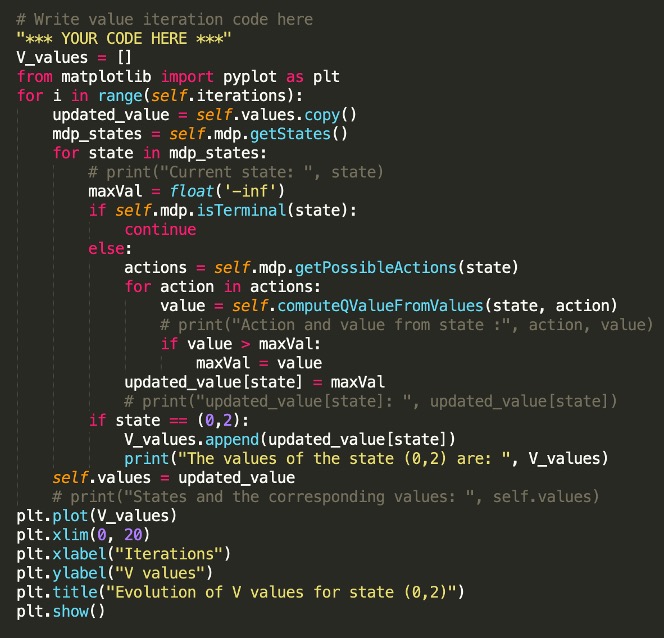 # Write value iteration code here
"*** YOUR CODE HERE ***"
V_values = []
from matplotlib import pyplot as plt
for i in range(self.iterations):
    updated_value = self.values.copy()
    mdp_states = self.mdp.getStates()
    for state in mdp_states:
        # print("Current state: ", state)
        maxVal = float('-inf')
        if self.mdp.isTerminal(state):
            continue
        else:
            actions = self.mdp.getPossibleActions(state)
            for action in actions:
                value = self.computeQValueFromValues(state, action)
                # print("Action and value from state :", action, value)
                if value > maxVal:
                    maxVal = value
            updated_value[state] = maxVal
            # print("updated_value[state]: ", updated_value[state])
        if state == (0,2):
            V_values.append(updated_value[state])
            print("The values of the state (0,2) are: ", V_values)
    self.values = updated_value
    # print("States and the corresponding values: ", self.values)
plt.plot(V_values)
plt.xlim(0, 20)
plt.xlabel("Iterations")
plt.ylabel("V values")
plt.title("Evolution of V values for state (0,2)")
plt.show()